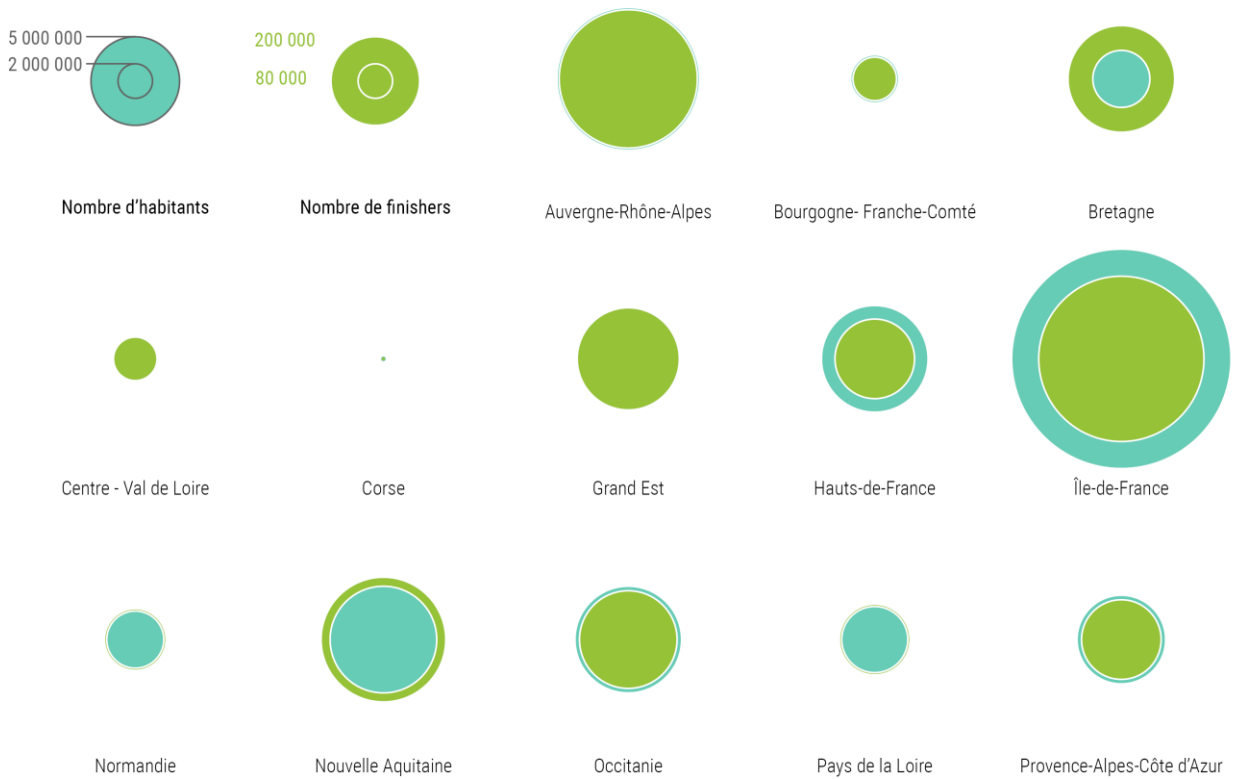 5 000 000
2 000 000
200 000
80 000
Nombre d'habitants
Nombre de finishers
Auvergne-Rhône-Alpes
Bourgogne- Franche-Comté
Bretagne
Centre - Val de Loire
Corse
Grand Est
Hauts-de-France
Île-de-France
Normandie
Nouvelle Aquitaine
Occitanie
Pays de la Loire
Provence-Alpes-Côte d'Azur